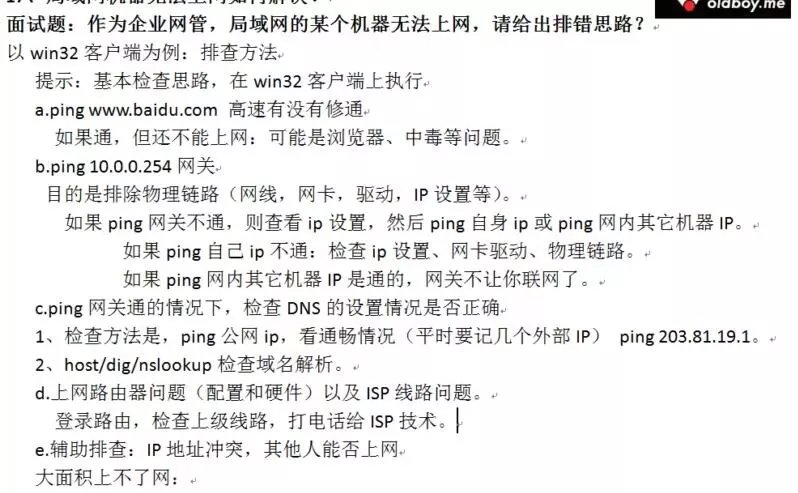 oldboy.me
面试题：作为企业网管，局域网的某个机器无法上网，请给出排错思路？
以 win32 客户端为例：排查方法
提示：基本检查思路，在 win32 客户端上执行
a.ping www.baidu.com 高速有没有修通
如果通，但还不能上网：可能是浏览器、中毒等问题。
b.ping 10.0.0.254 网关
目的是排除物理链路（网线，网卡，驱动，IP 设置等）。
如果 ping 网关不通，则查看 ip 设置，然后 ping 自身 ip 或 ping 网内其它机器 IP。
如果 ping 自己 ip 不通：检查 ip 设置、网卡驱动、物理链路。
如果 ping 网内其它机器 IP 是通的，网关不让你联网了。
c.ping 网关通的情况下，检查 DNS 的设置情况是否正确
1、检查方法是，ping 公网 ip，看通畅情况（平时要记几个外部 IP） ping 203.81.19.1。
2、host/dig/nslookup 检查域名解析。
d.上网路由器问题（配置和硬件）以及 ISP 线路问题。
登录路由，检查上级线路，打电话给 ISP 技术。
e.辅助排查：IP 地址冲突，其他人能否上网
大面积上不了网：